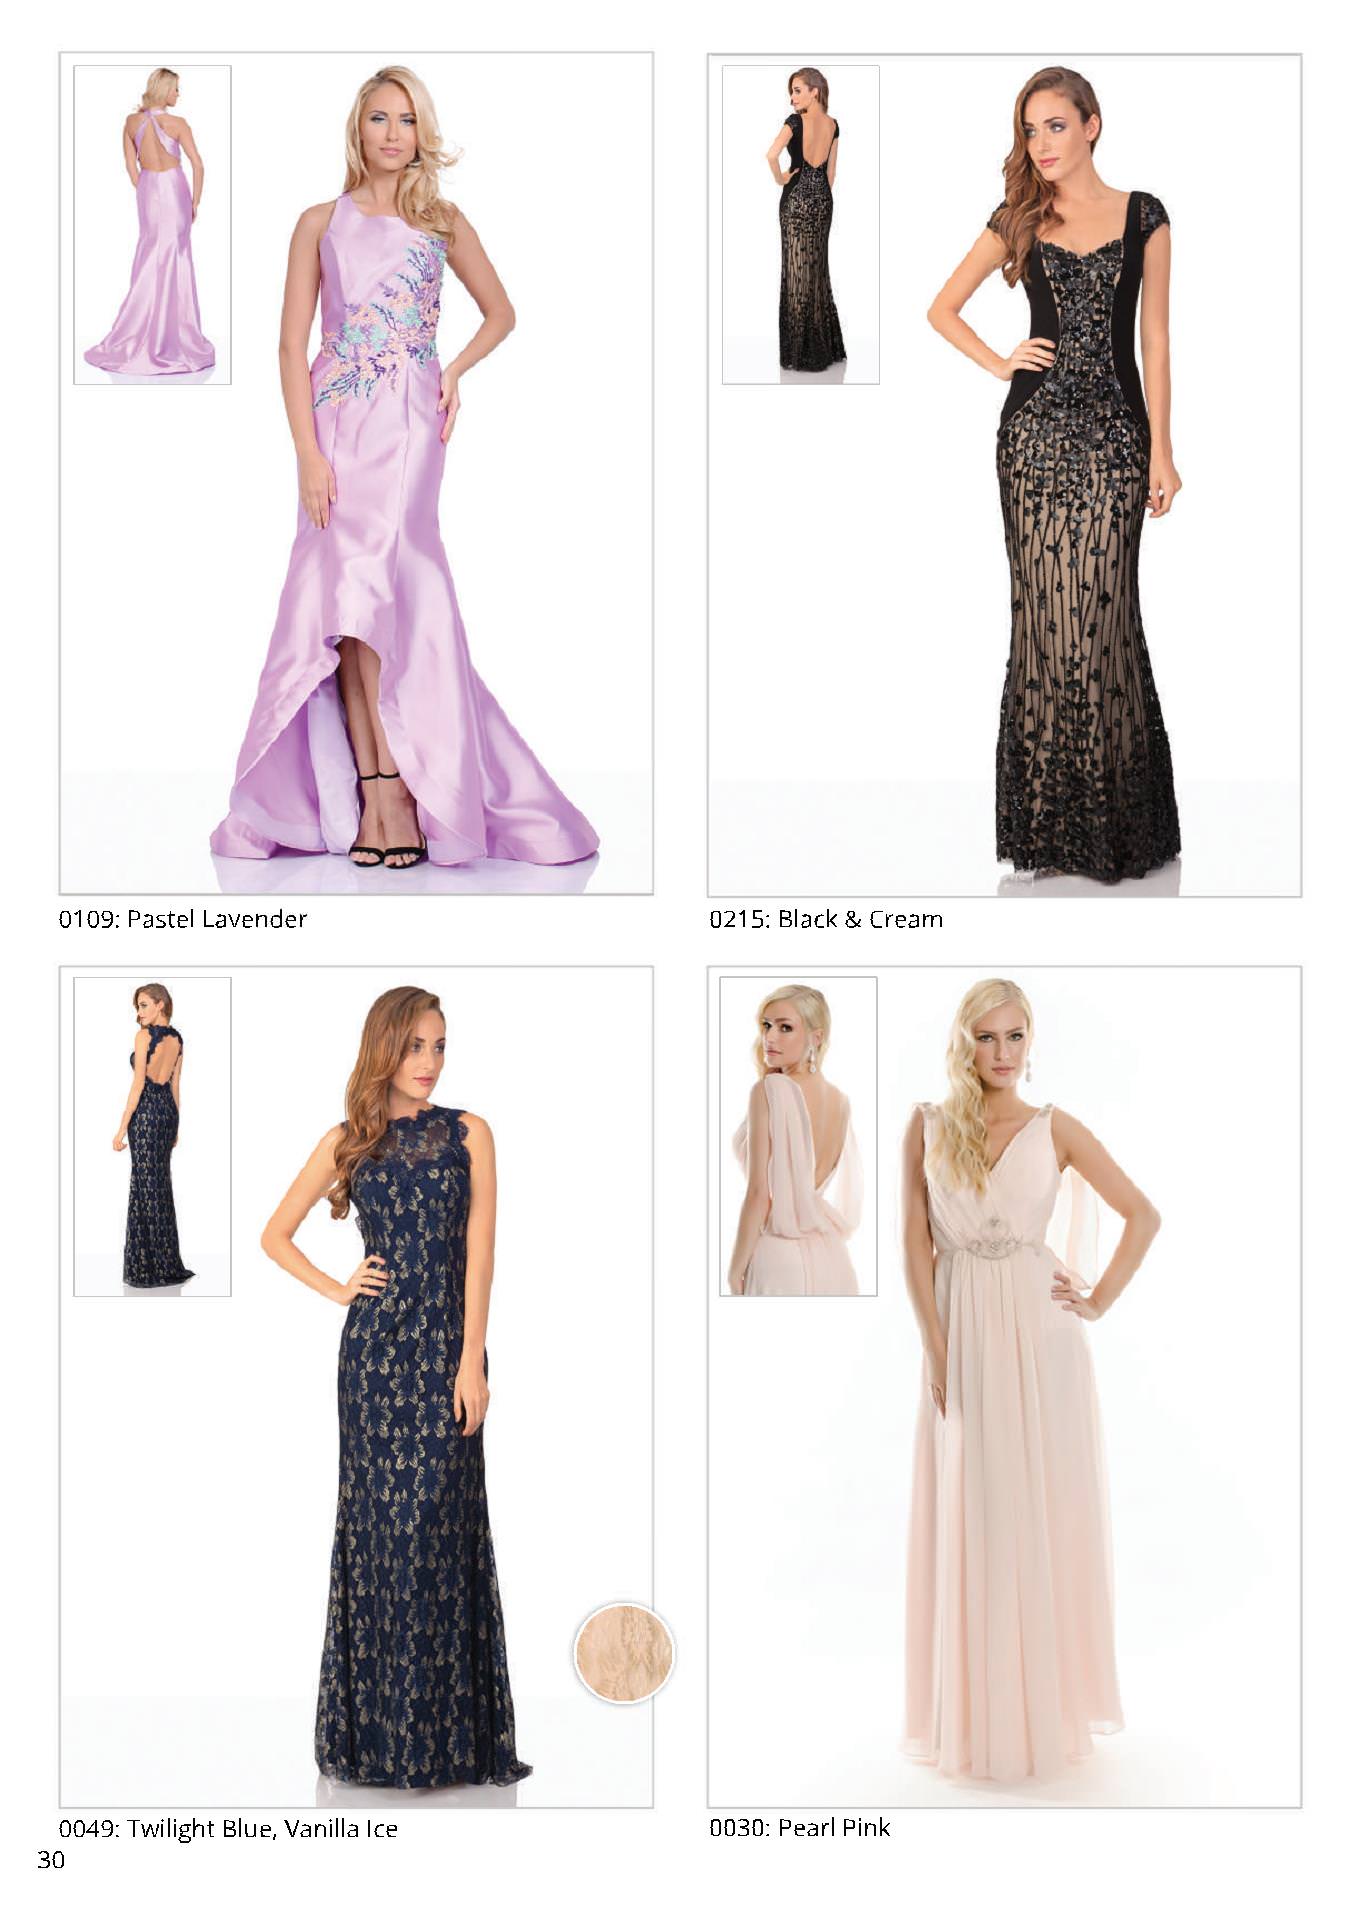 0109: Pastel Lavender
0215: Black & Cream
0049: Twilight Blue, Vanilla Ice
0030: Pearl Pink
30